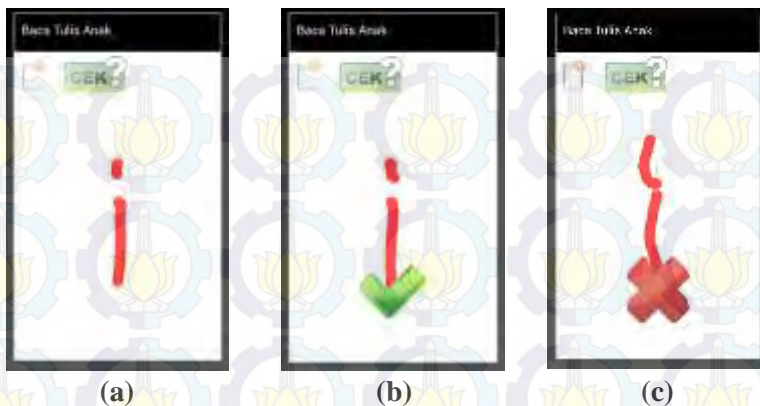 Baca Tulis Anak Baca Tulis Anak Baca Tulis Anak
CEK? CEK? CEK?
i i
(a) (b) (c)